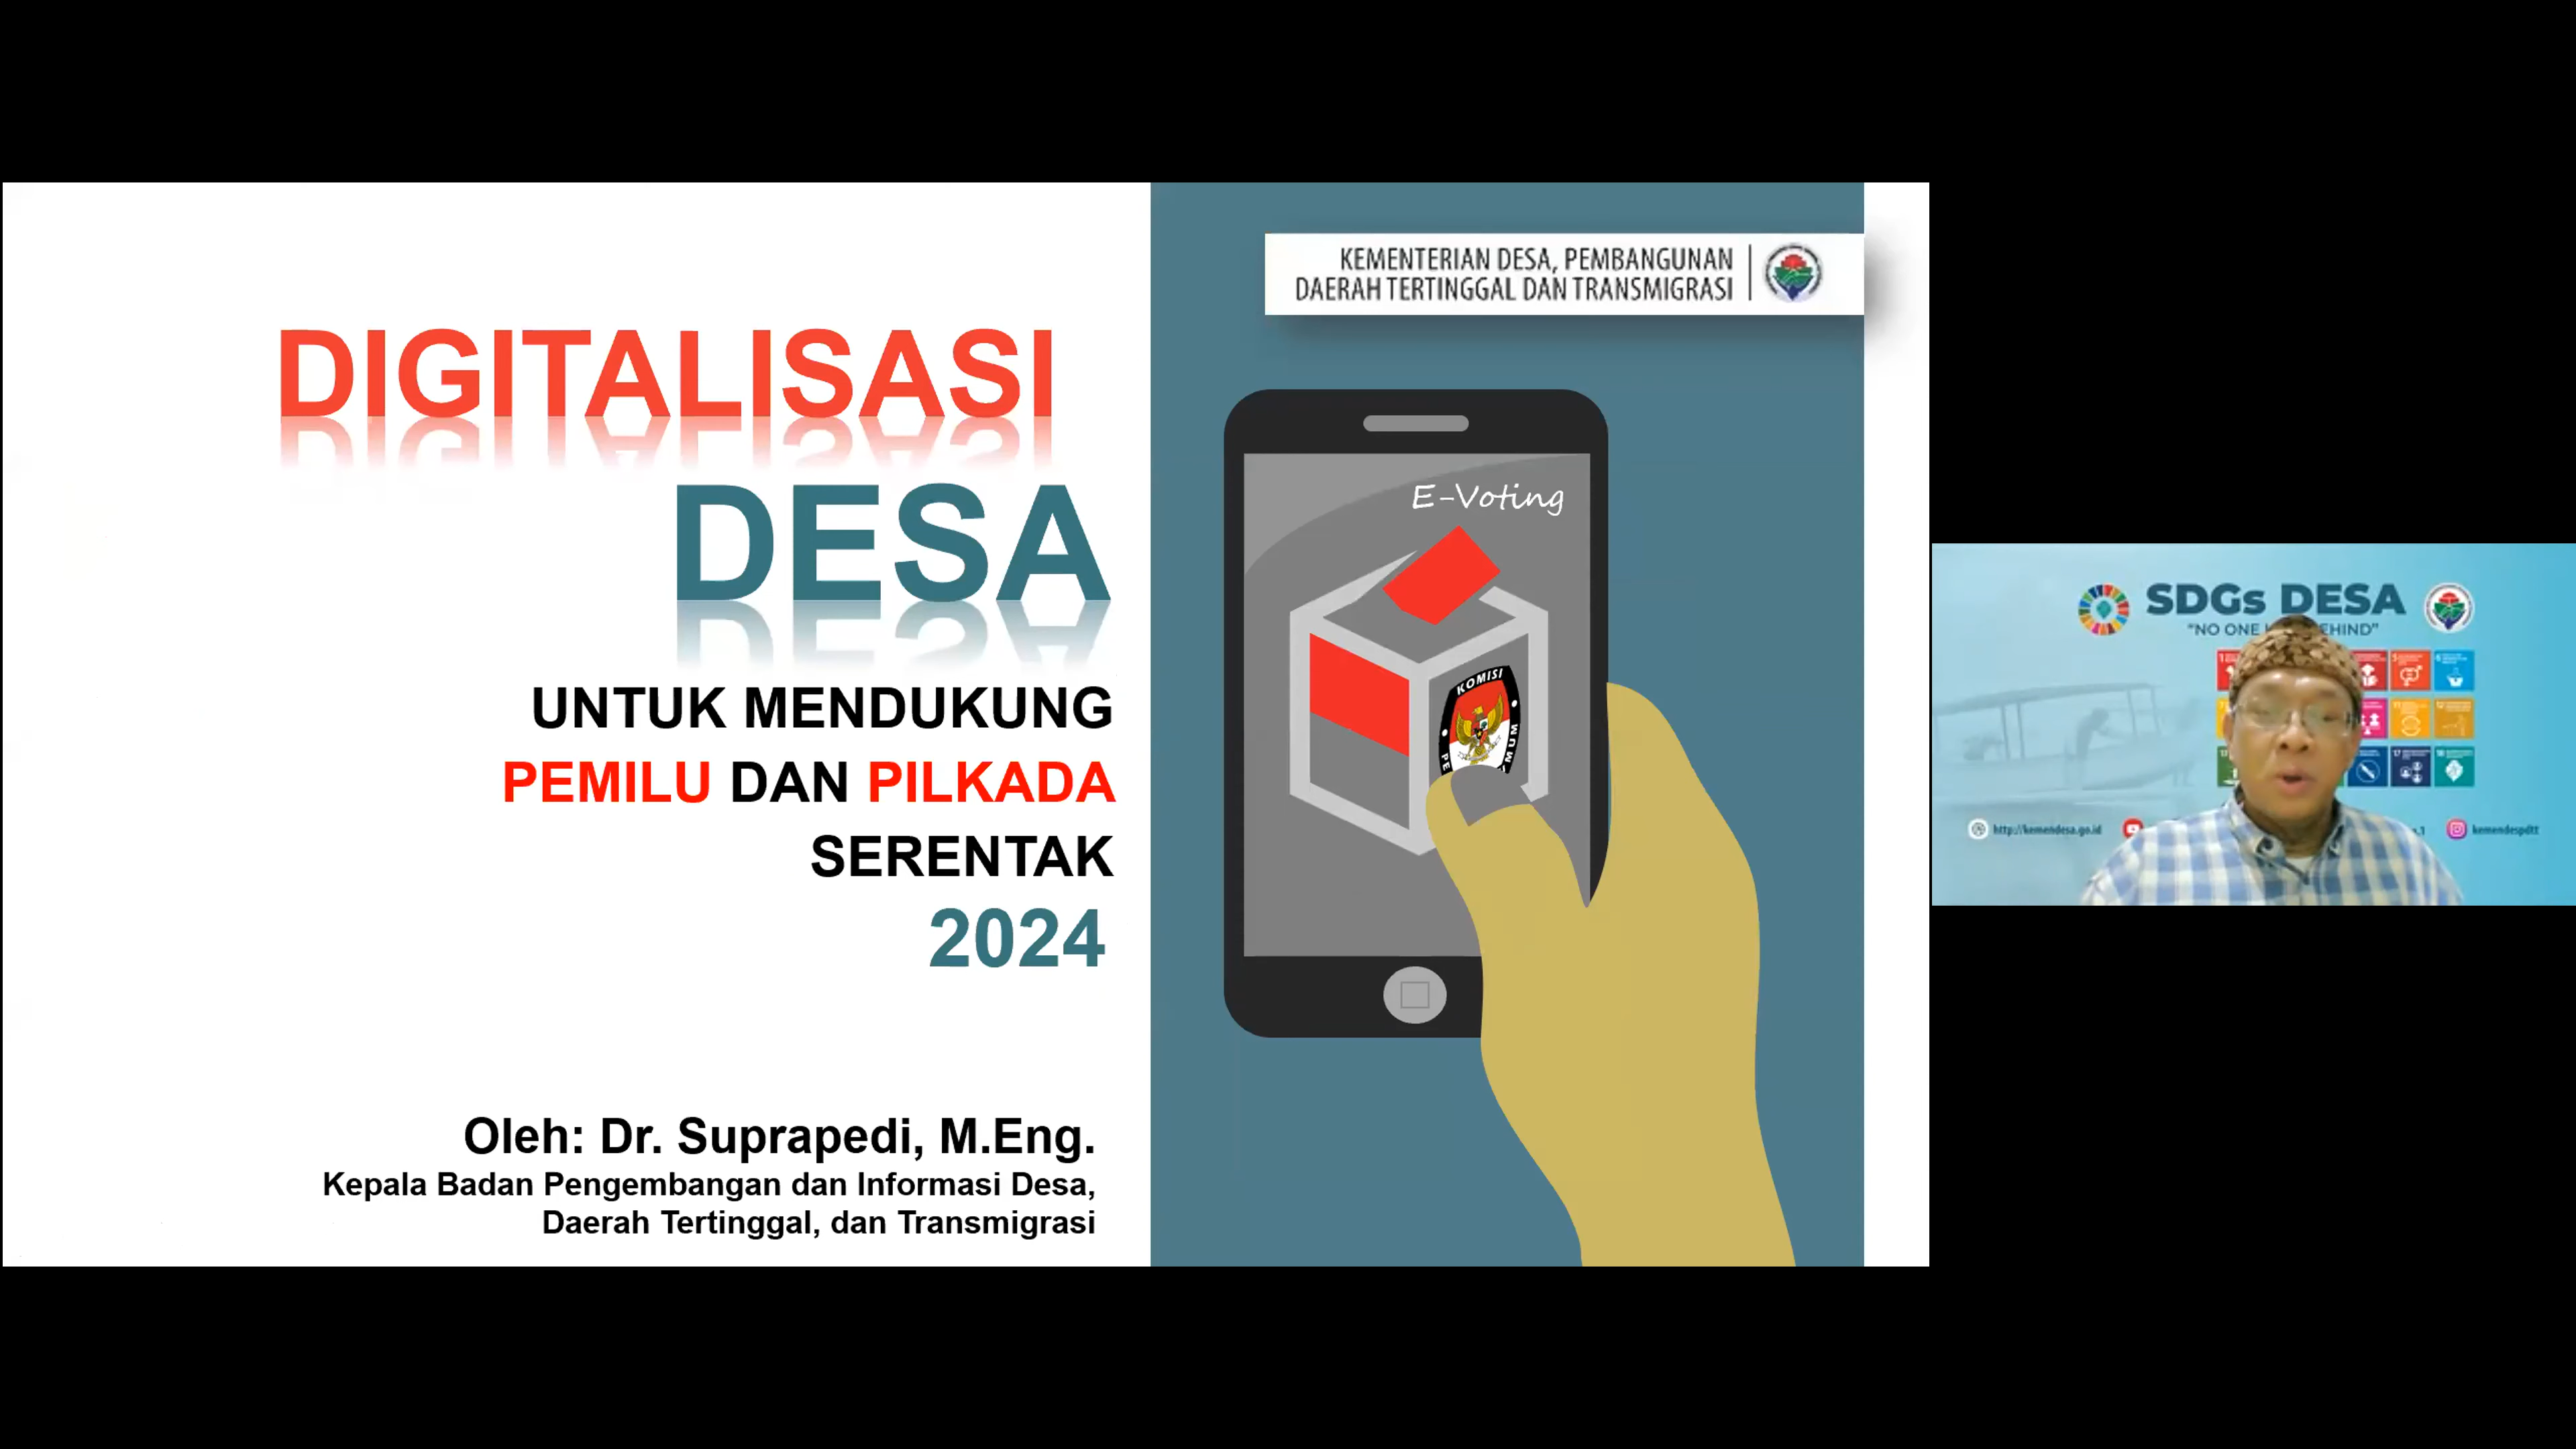 KEMENTERIAN DESA, PEMBANGUNAN
DAERAH TERTINGGAL DAN TRANSMIGRASI
DIGITALISASI
DESA
UNTUK MENDUKUNG
PEMILU DAN PILKADA
SERENTAK
2024
Oleh: Dr. Suprapedi, M.Eng.
Kepala Badan Pengembangan dan Informasi Desa,
Daerah Tertinggal, dan Transmigrasi
E-Voting
KOMISI
SDGs DESA
"NO ONE
http://kemendesa.go.id
kemendespdtt